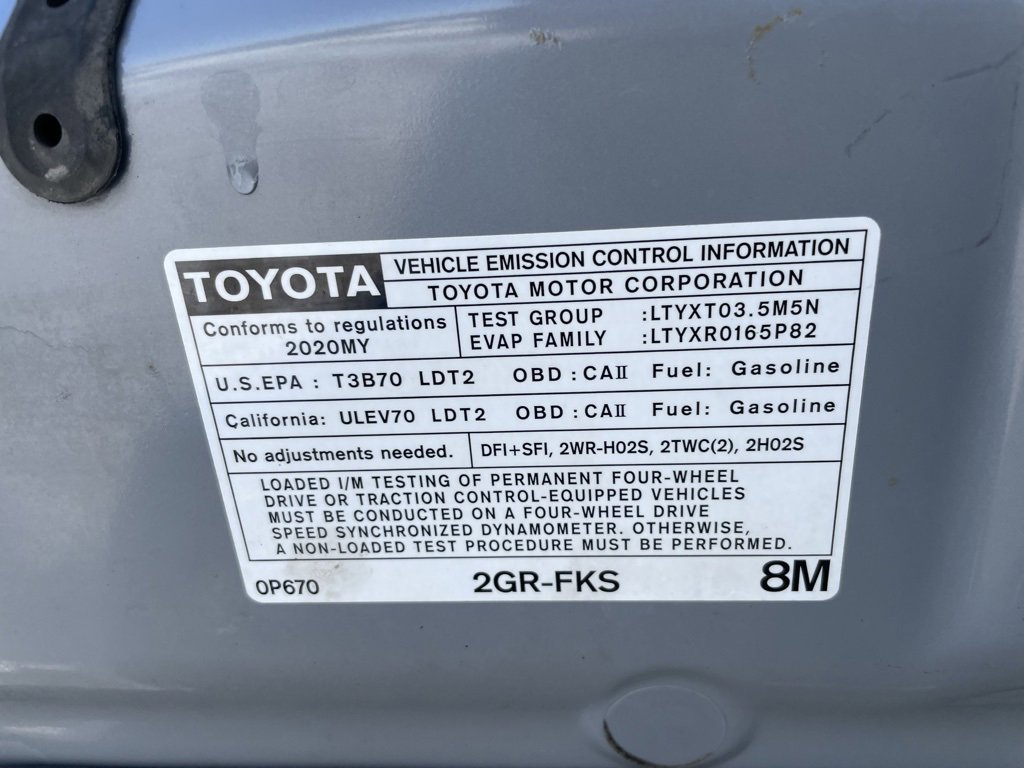 TOYOTA
VEHICLE EMISSION CONTROL INFORMATION
TOYOTA MOTOR CORPORATION
Conforms to regulations
2020MY
TEST GROUP :LTYXT03.5M5N
EVAP FAMILY :LTYXR0165P82
U.S.EPA : T3B70 LDT2 OBD : CAII Fuel: Gasoline
California: ULEV70 LDT2 OBD : CAII Fuel: Gasoline
No adjustments needed.
DFI+SFI, 2WR-HO2S, 2TWC(2), 2HO2S
LOADED I/M TESTING OF PERMANENT FOUR-WHEEL
DRIVE OR TRACTION CONTROL-EQUIPPED VEHICLES
MUST BE CONDUCTED ON A FOUR-WHEEL DRIVE
SPEED SYNCHRONIZED DYNAMOMETER. OTHERWISE,
A NON-LOADED TEST PROCEDURE MUST BE PERFORMED.
0P670 2GR-FKS 8M